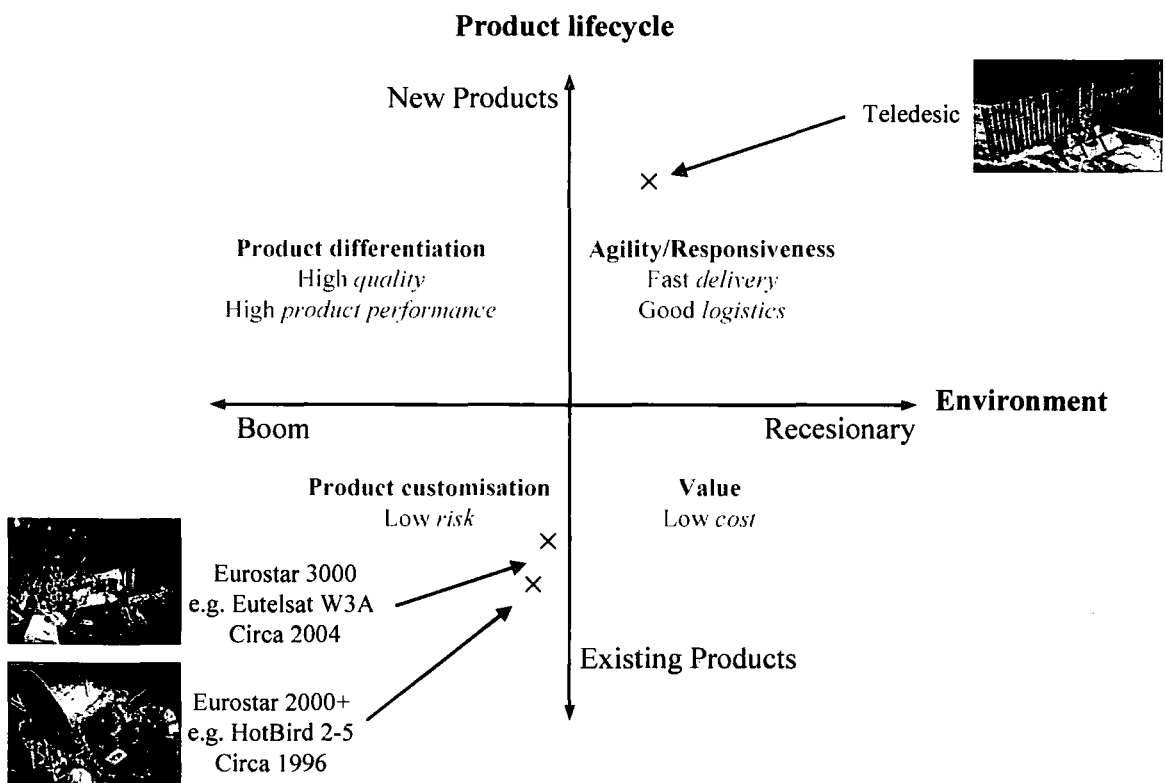 Product lifecycle
New Products
Teledesic
Product differentiation
High quality
High product performance
Agility/Responsiveness
Fast delivery
Good logistics
Environment
Boom
Recesionary
Product customisation
Low risk
Value
Low cost
Eurostar 3000
e.g. Eutelsat W3A
Circa 2004
Existing Products
Eurostar 2000+
e.g. HotBird 2-5
Circa 1996